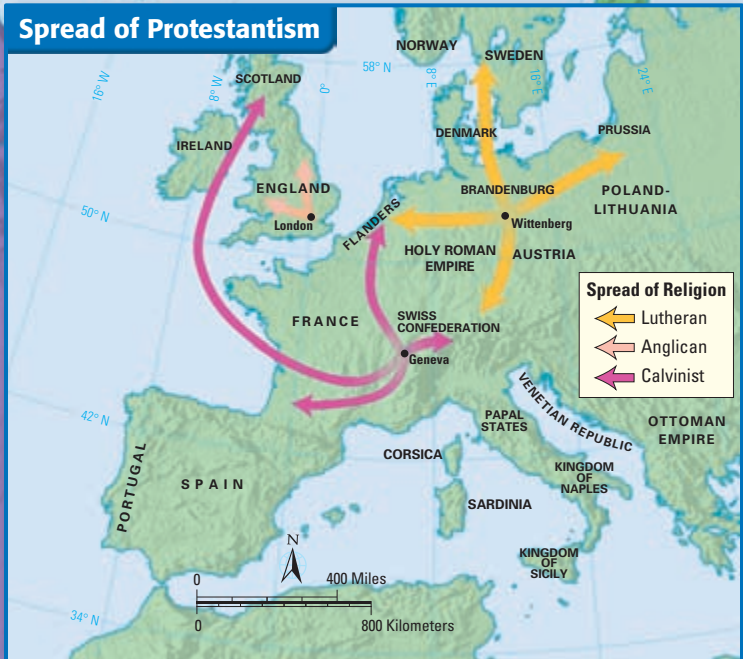 Spread of Protestantism
NORWAY
SWEDEN
58° N
16° W
8° W
0°
8° E
16° E
24° E
SCOTLAND
DENMARK
PRUSSIA
IRELAND
ENGLAND
BRANDENBURG
POLAND-
LITHUANIA
50° N
London
FLANDERS
Wittenberg
HOLY ROMAN
EMPIRE
AUSTRIA
Spread of Religion
Lutheran
Anglican
Calvinist
FRANCE
SWISS
CONFEDERATION
Geneva
VENETIAN REPUBLIC
42° N
PAPAL
STATES
OTTOMAN
EMPIRE
CORSICA
PORTUGAL
SPAIN
KINGDOM
OF
NAPLES
SARDINIA
KINGDOM
OF
SICILY
N
0
400 Miles
0
800 Kilometers
34° N